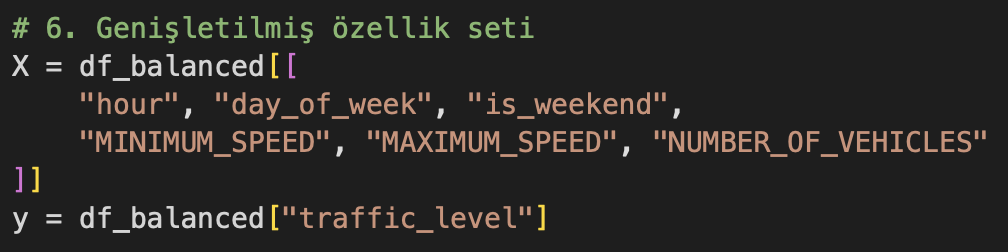 # 6. Genişletilmiş özellik seti
X = df_balanced[[
    "hour", "day_of_week", "is_weekend",
    "MINIMUM_SPEED", "MAXIMUM_SPEED", "NUMBER_OF_VEHICLES"
]]
y = df_balanced["traffic_level"]